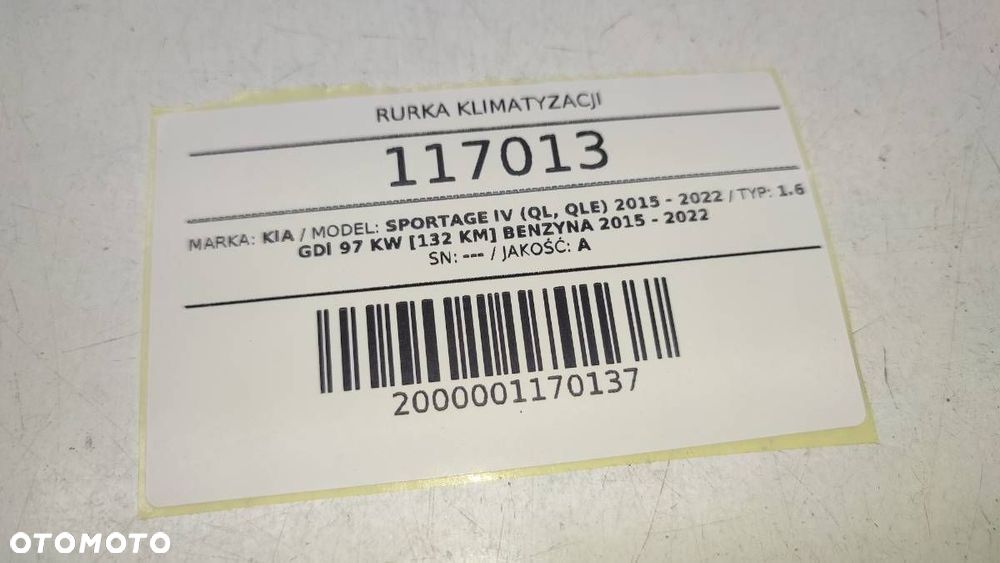 RURKA KLIMATYZACJI
117013
MARKA: KIA / MODEL: SPORTAGE IV (QL, QLE) 2015 - 2022 / TYP: 1.6
GDI 97 KW [132 KM] BENZYNA 2015 - 2022
SN: --- / JAKOŚĆ: A
2000001170137
OTOMOTO